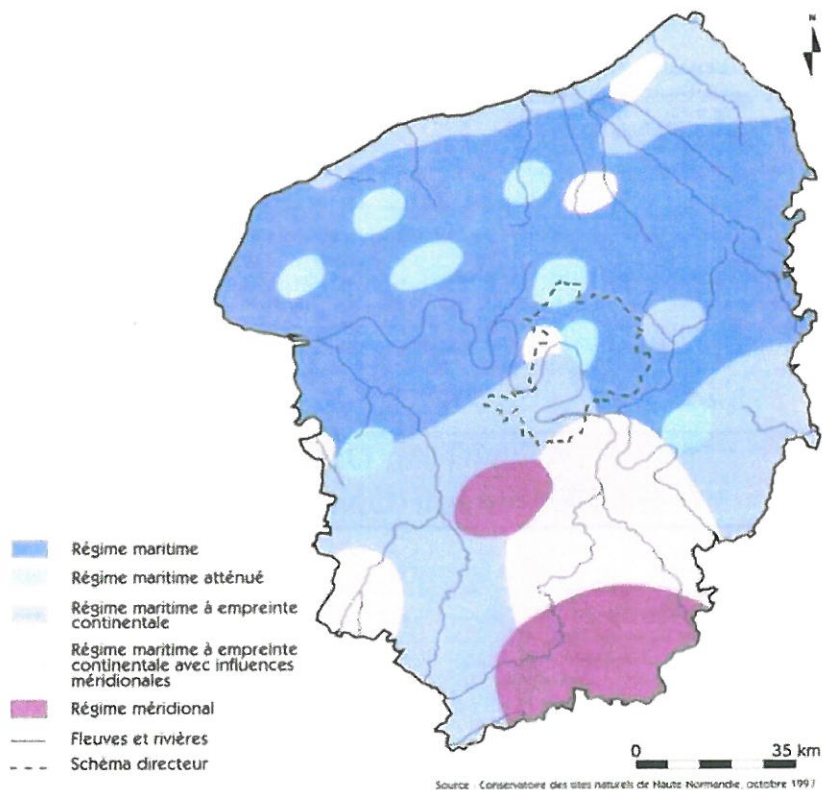 N
Régime maritime
Régime maritime atténué
Régime maritime à empreinte
continentale
Régime maritime à empreinte
continentale avec influences
méridionales
Régime méridional
Fleuves et rivières
Schéma directeur
0 35 km
Source : Conservatoire des sites naturels de Haute Normandie, octobre 1997